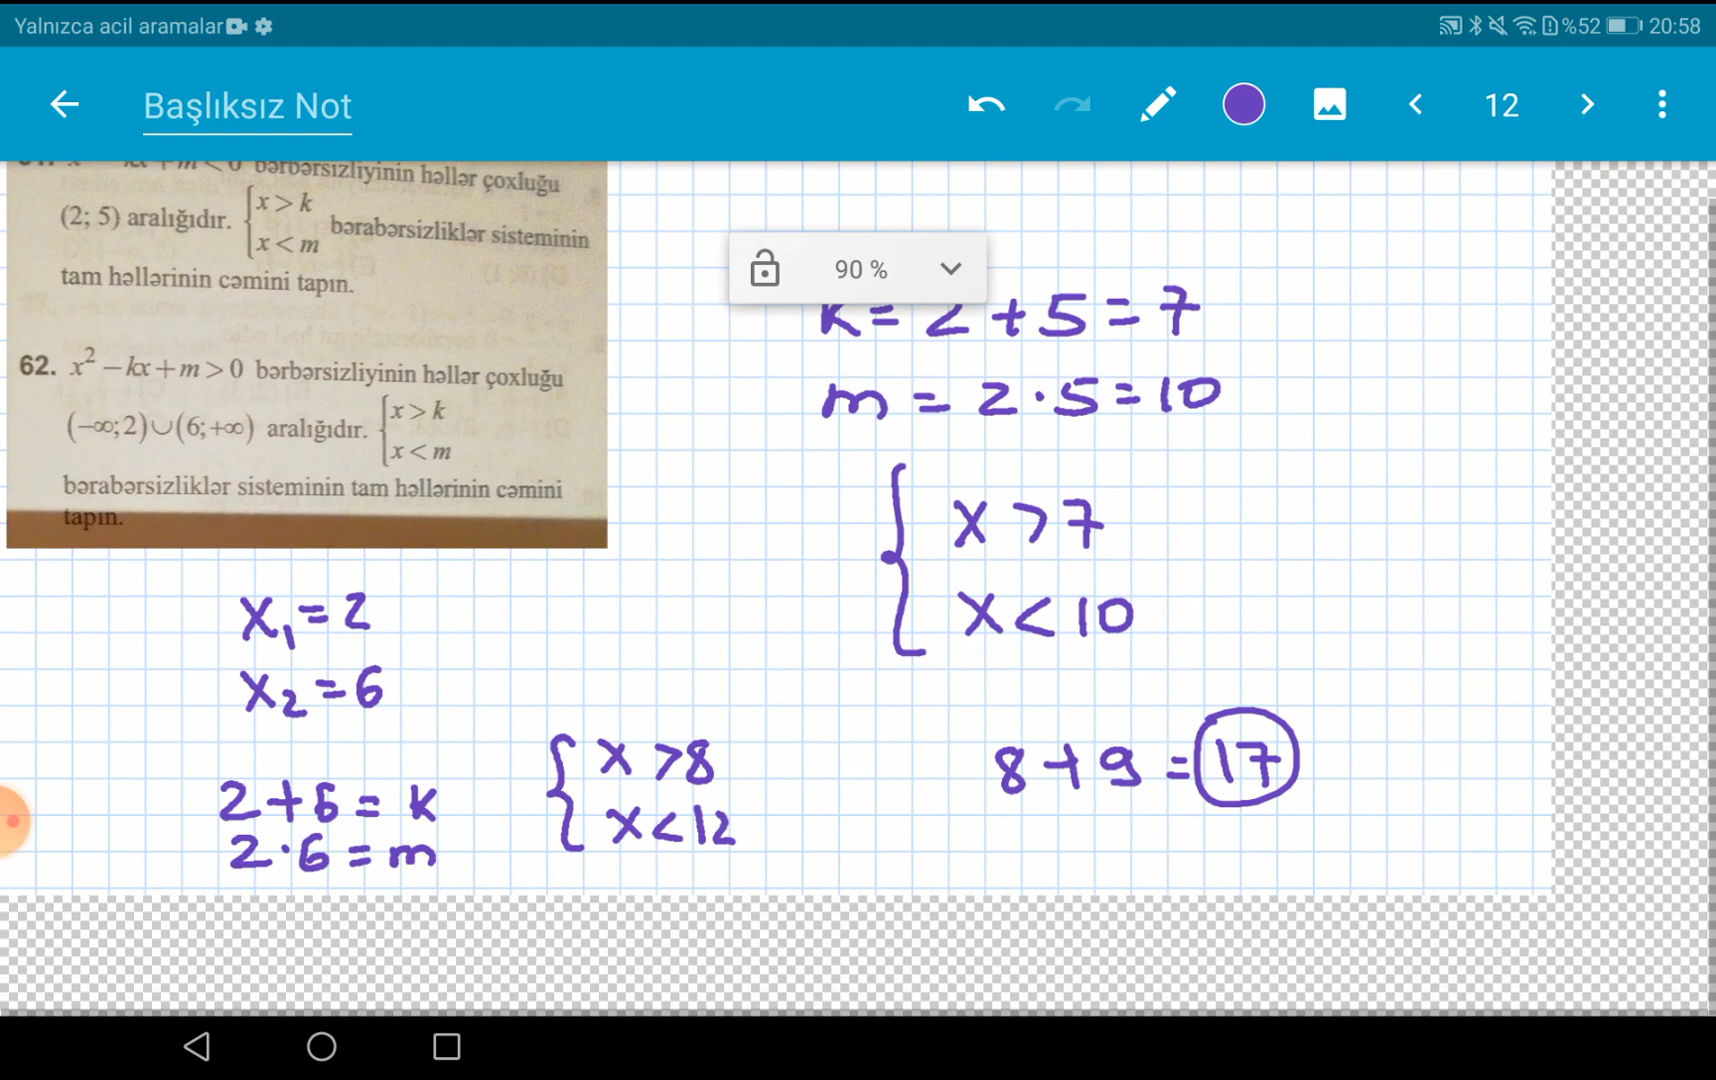 Yalnızca acil aramalar
%52 20:58
Başlıksız Not
12
kx + m < 0 bərbərsizliyinin həllər çoxluğu
(2; 5) aralığıdır. { x > k
x < m bərabərsizliklər sisteminin
tam həllərinin cəmini tapın.
62. x² – kx + m > 0 bərbərsizliyinin həllər çoxluğu
(–∞; 2) ∪ (6; +∞) aralığıdır. { x > k
x < m
bərabərsizliklər sisteminin tam həllərinin cəmini
tapın.
90 %
k = 2 + 5 = 7
m = 2 · 5 = 10
{ x > 7
x < 10
8 + 9 = 17
x₁ = 2
x₂ = 6
2 + 6 = k
2 · 6 = m
{ x > 8
x < 12